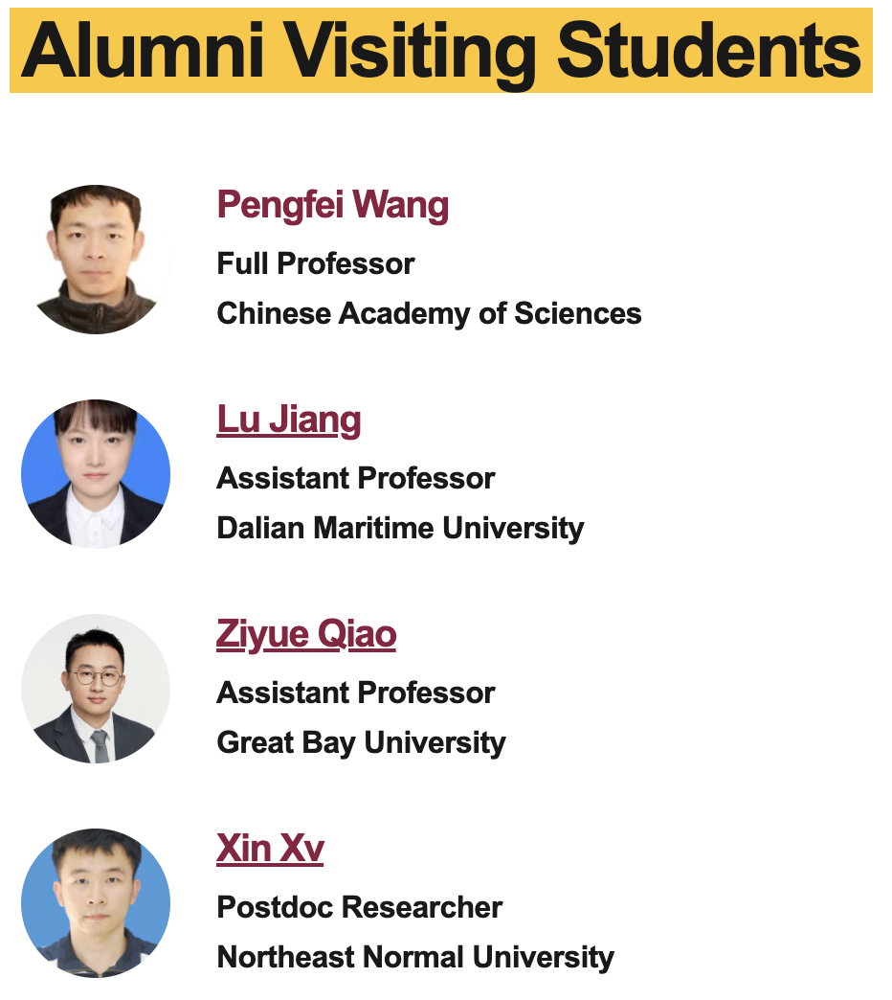 Alumni Visiting Students
Pengfei Wang
Full Professor
Chinese Academy of Sciences
Lu Jiang
Assistant Professor
Dalian Maritime University
Ziyue Qiao
Assistant Professor
Great Bay University
Xin Xv
Postdoc Researcher
Northeast Normal University